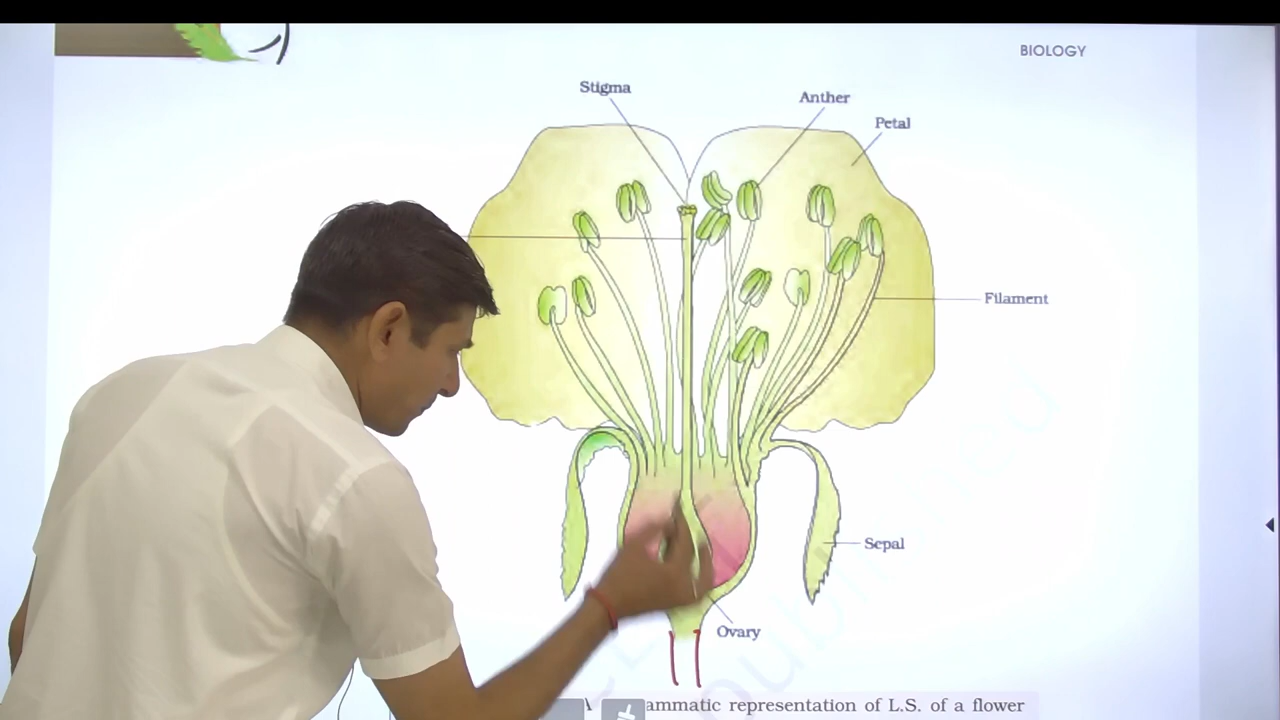 BIOLOGY
Stigma
Anther
Petal
Filament
Sepal
Ovary
ammatic representation of L.S. of a flower